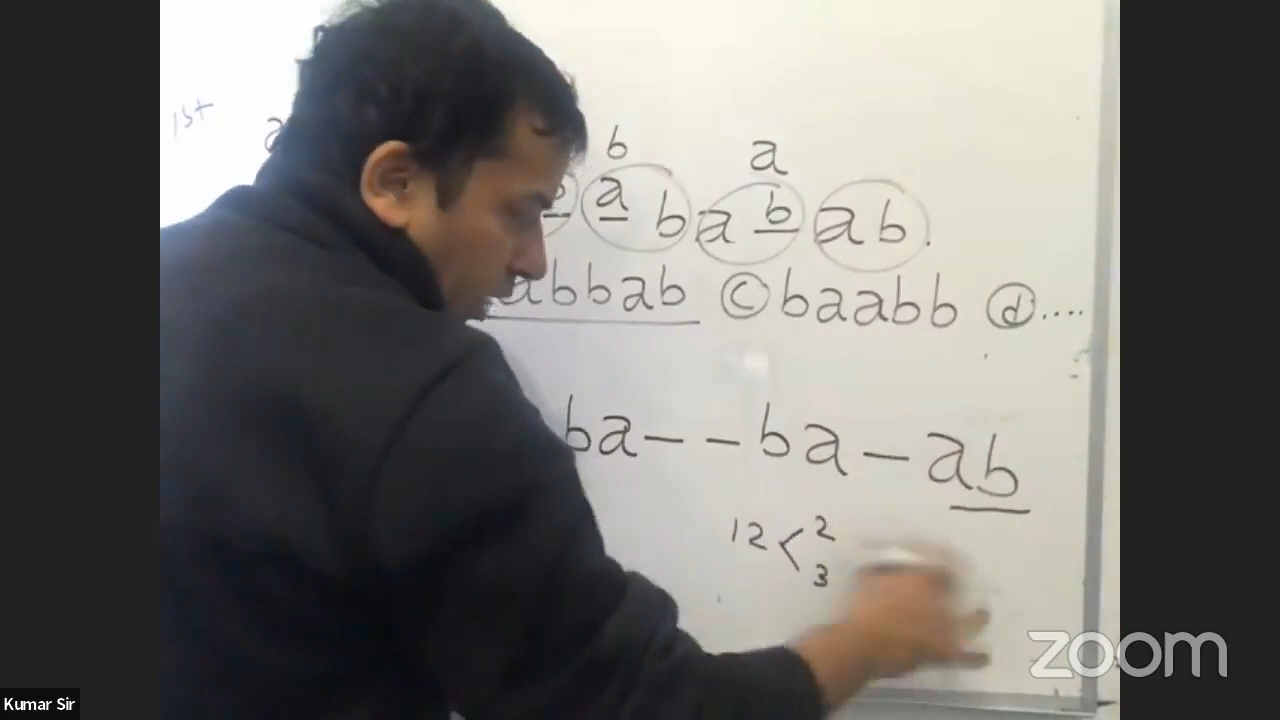 1st
b a
a b a b a b
abbab ⓒ baabb ⓓ....
ba - - ba - ab
12 < 2
3
zoom
Kumar Sir